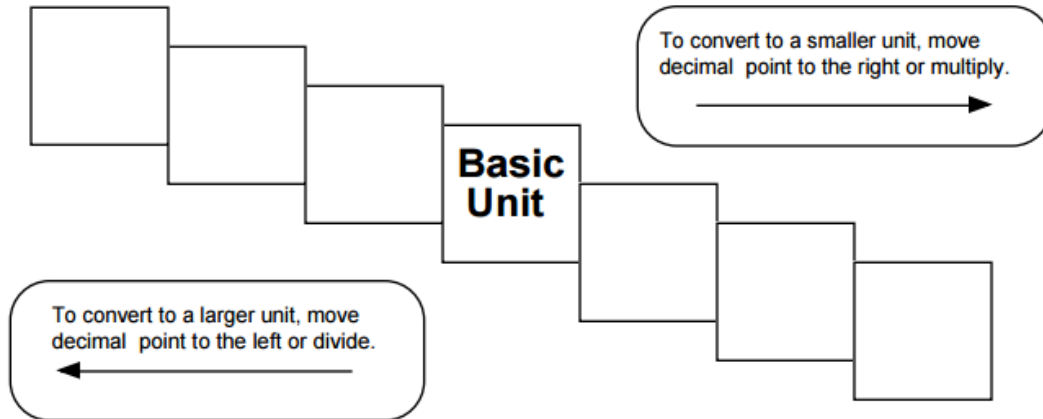 To convert to a smaller unit, move
decimal point to the right or multiply.
Basic
Unit
To convert to a larger unit, move
decimal point to the left or divide.